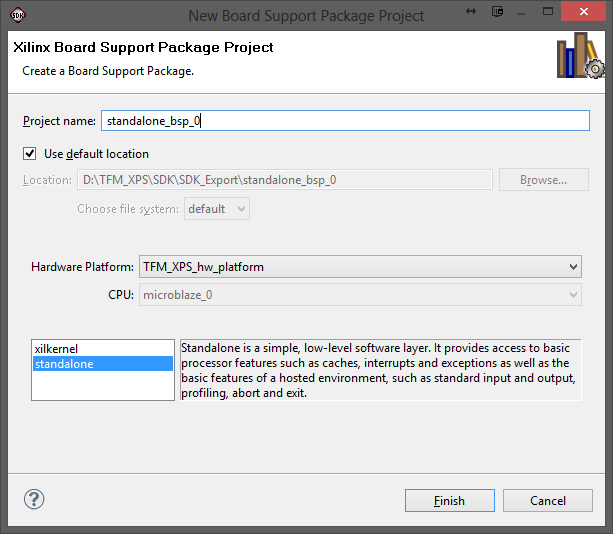 SDK
New Board Support Package Project
Xilinx Board Support Package Project
Create a Board Support Package.
Project name: standalone_bsp_0
Use default location
Location: D:\TFM_XPS\SDK\SDK_Export\standalone_bsp_0 Browse...
Choose file system: default
Hardware Platform: TFM_XPS_hw_platform
CPU: microblaze_0
xilkernel
standalone
Standalone is a simple, low-level software layer. It provides access to basic
processor features such as caches, interrupts and exceptions as well as the
basic features of a hosted environment, such as standard input and output,
profiling, abort and exit.
? Finish Cancel